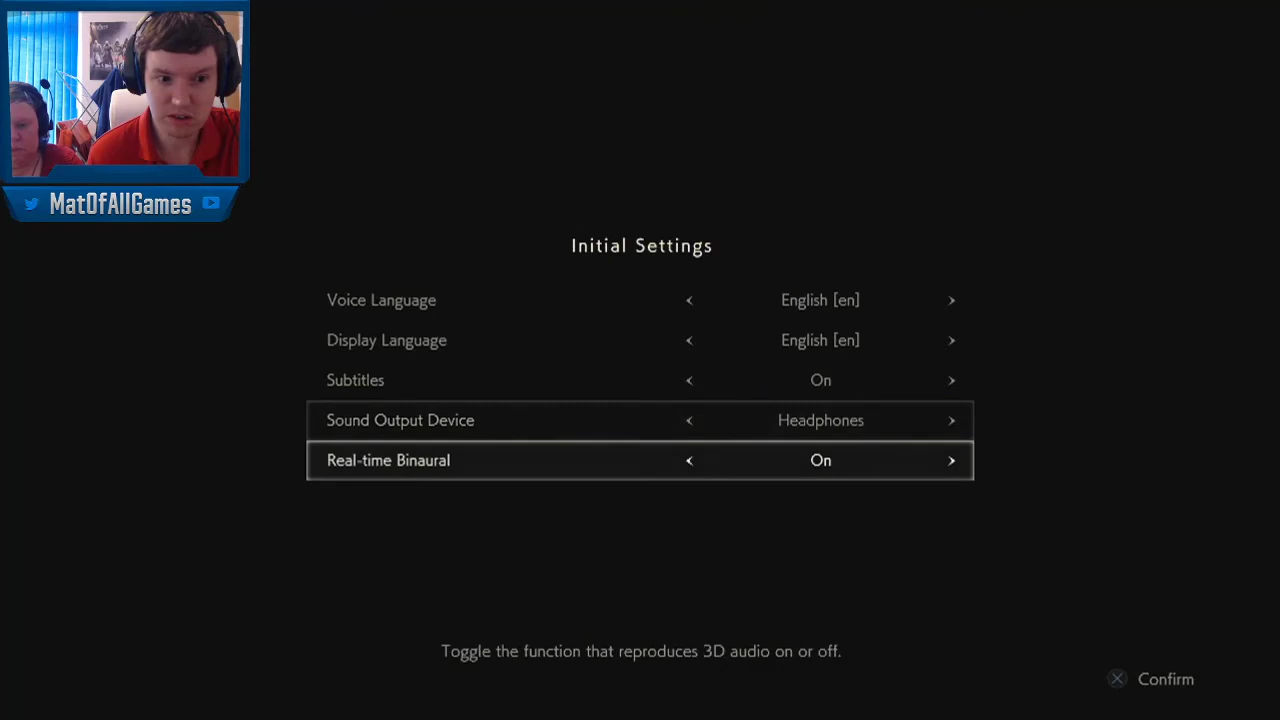 MatOfAllGames
Initial Settings
Voice Language < English [en] >
Display Language < English [en] >
Subtitles < On >
Sound Output Device < Headphones >
Real-time Binaural < On >
Toggle the function that reproduces 3D audio on or off.
Confirm